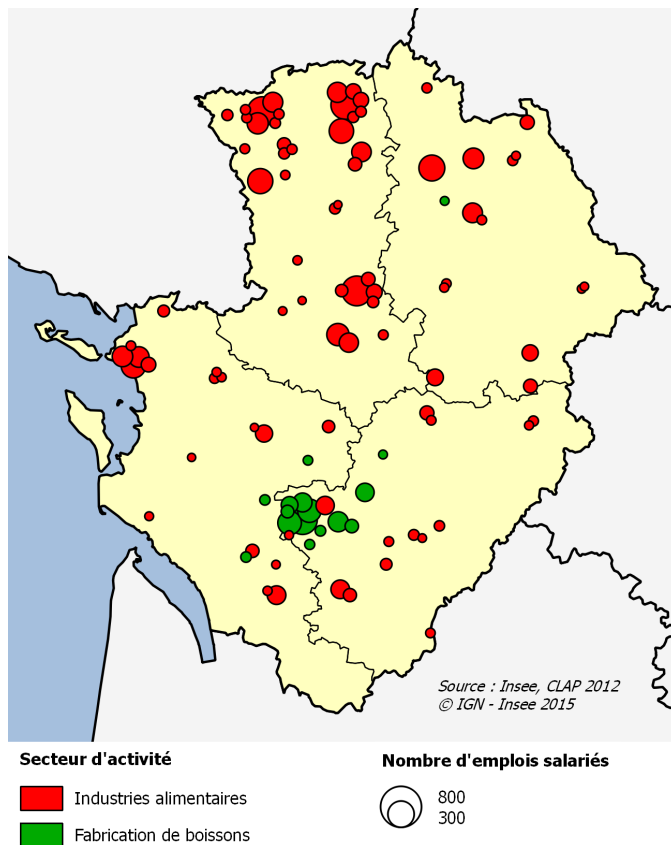 Source : Insee, CLAP 2012
© IGN - Insee 2015
Secteur d'activité
Industries alimentaires
Fabrication de boissons
Nombre d'emplois salariés
800
300